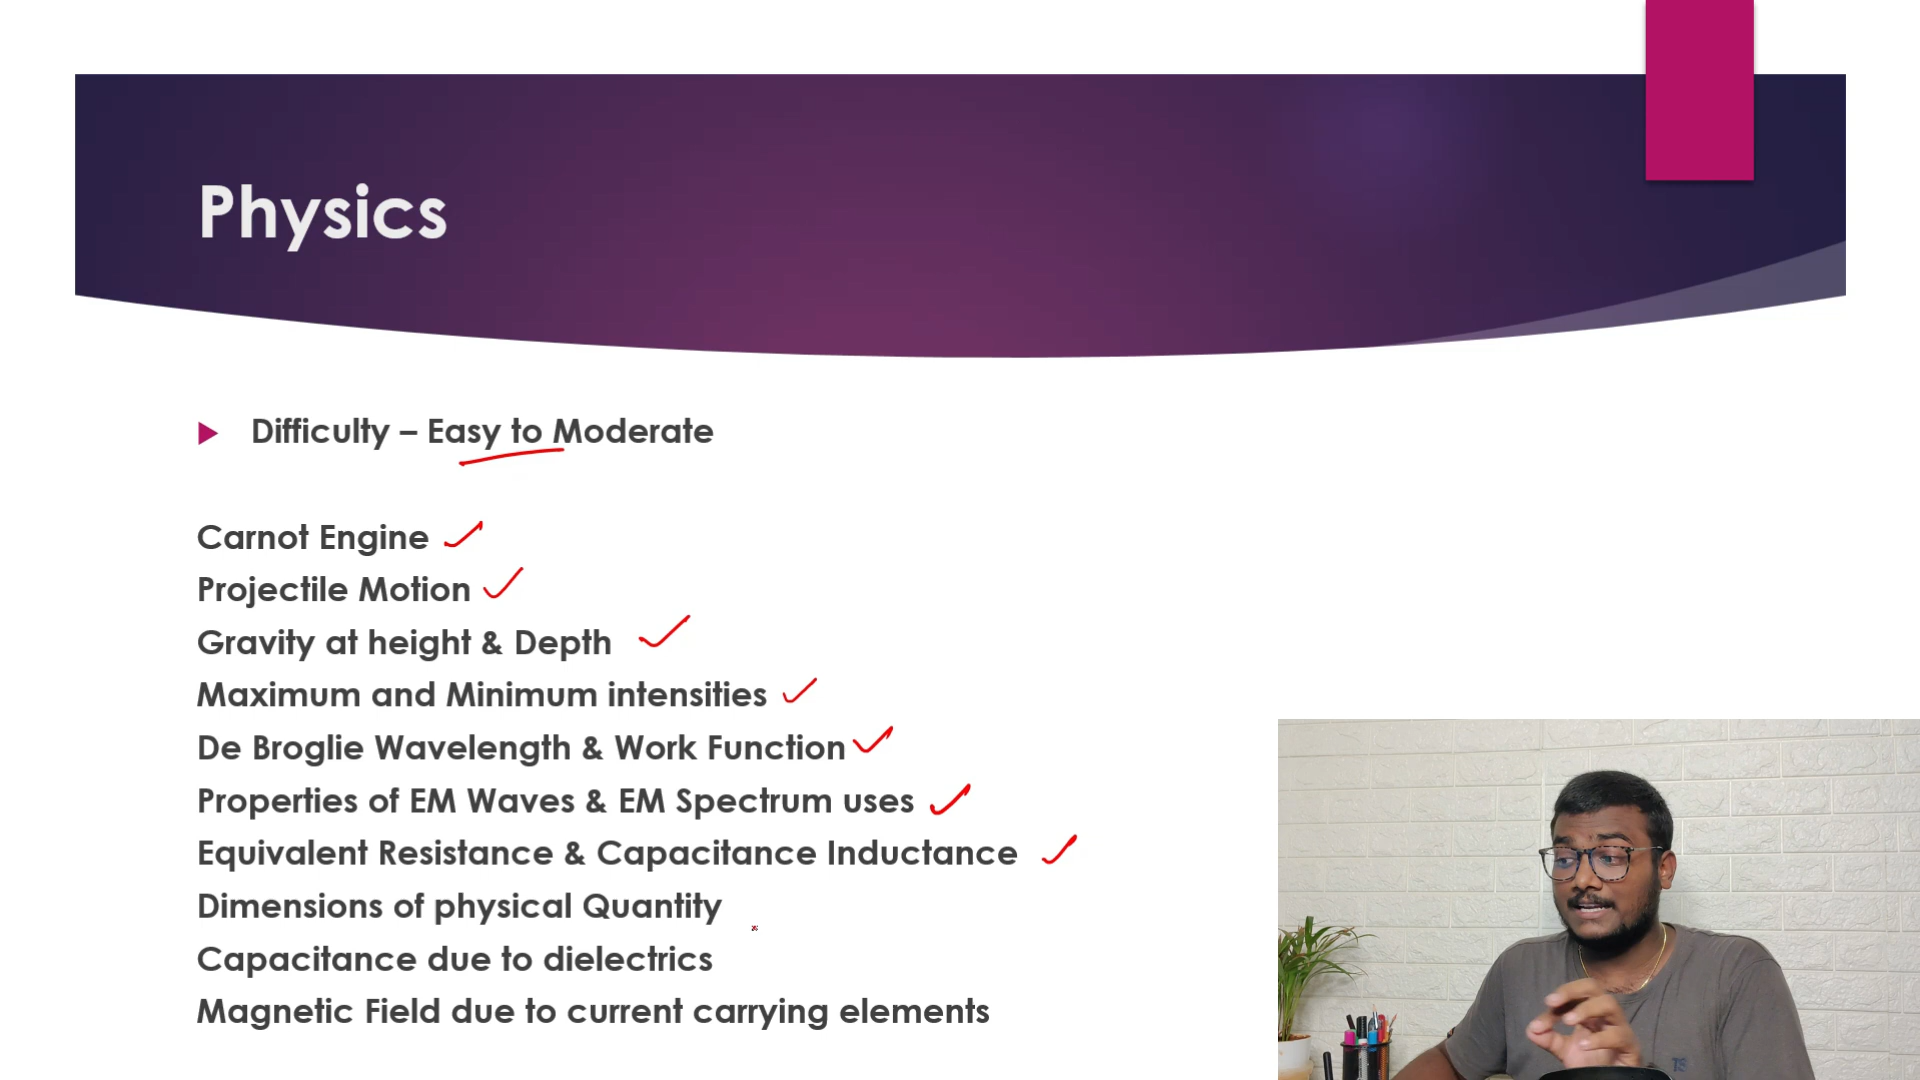 Physics
Difficulty – Easy to Moderate
Carnot Engine
Projectile Motion
Gravity at height & Depth
Maximum and Minimum intensities
De Broglie Wavelength & Work Function
Properties of EM Waves & EM Spectrum uses
Equivalent Resistance & Capacitance Inductance
Dimensions of physical Quantity
Capacitance due to dielectrics
Magnetic Field due to current carrying elements